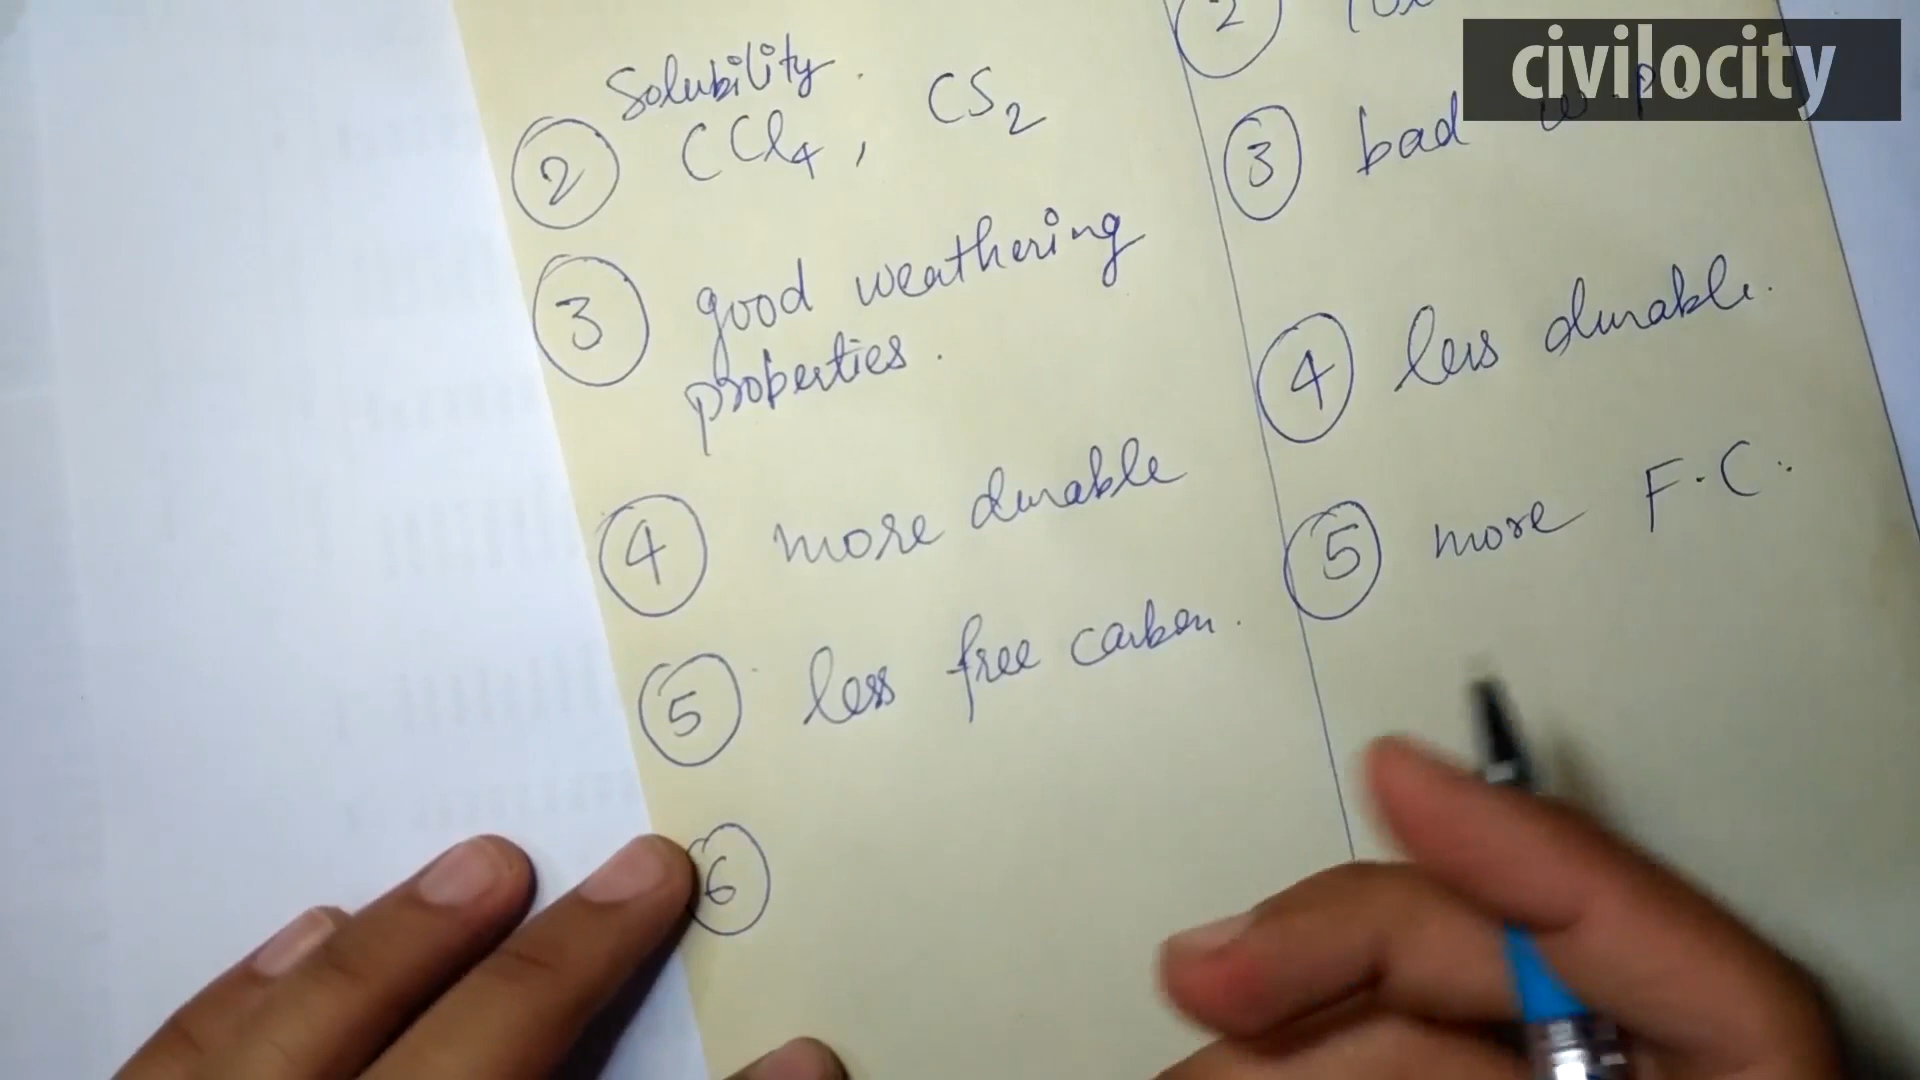 civilocity
Solubility.
② CCl₄, CS₂
③ good weathering
properties.
④ more durable
⑤ less free carbon.
⑥
②
③ bad w.p.
④ less durable.
⑤ more F.C.